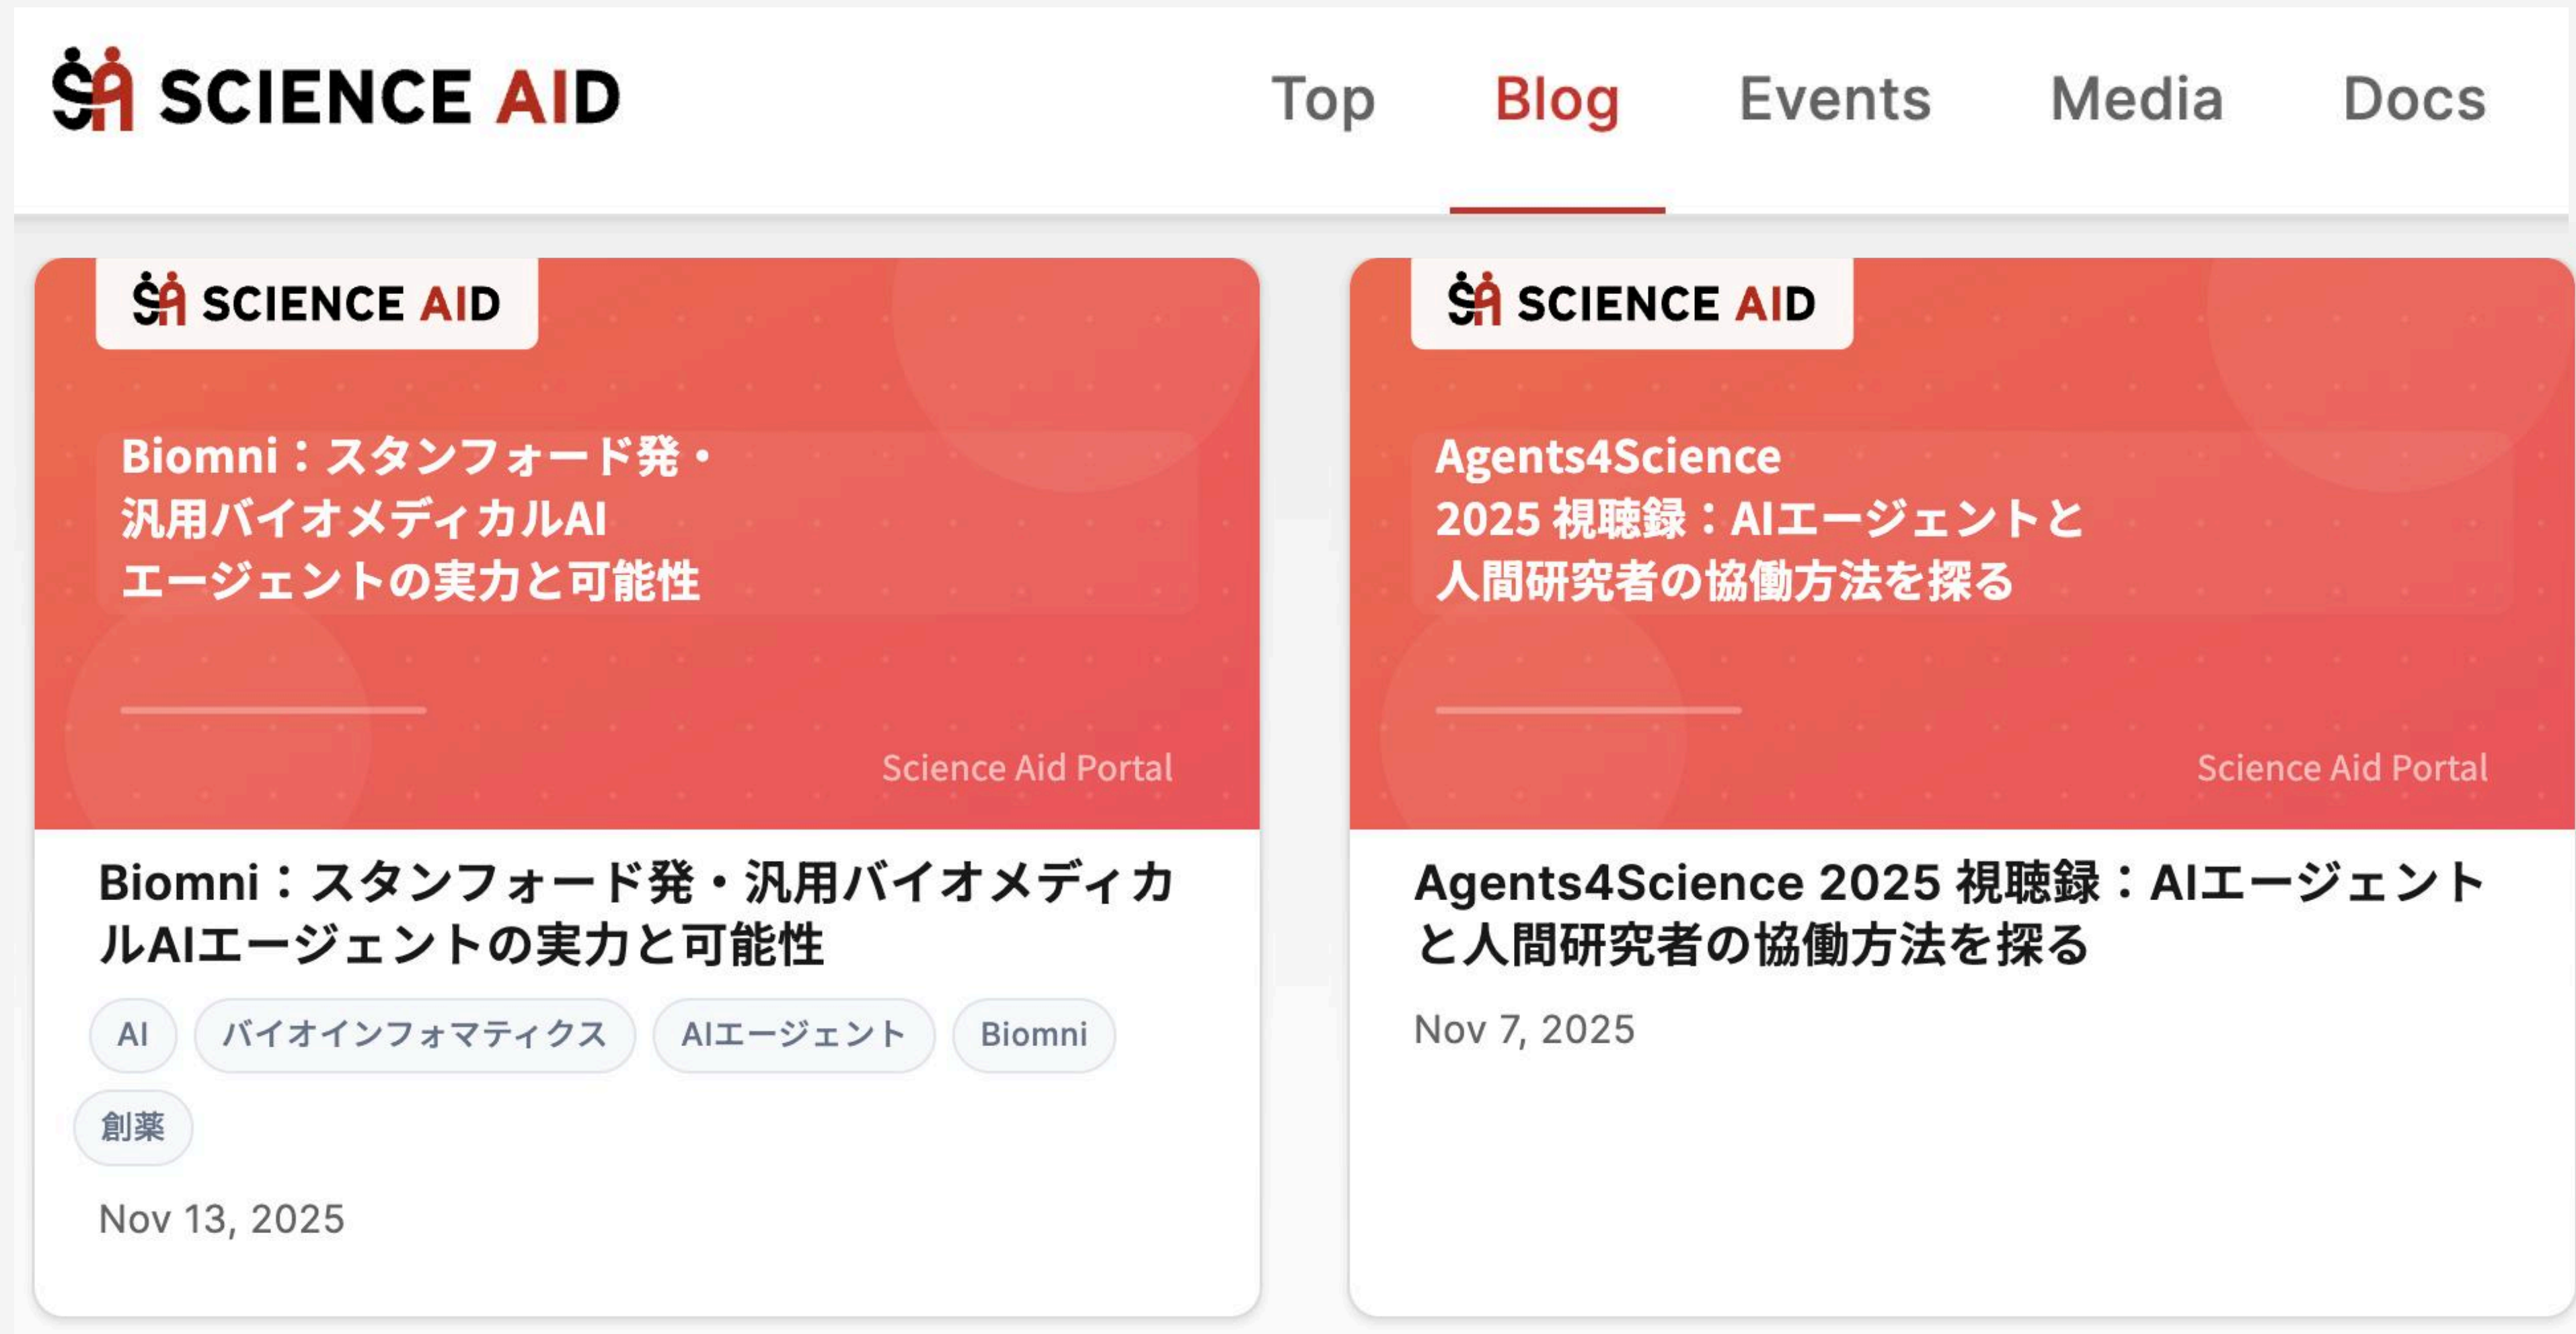 SCIENCE AID
Top
Blog
Events
Media
Docs
SCIENCE AID
Biomni：スタンフォード発・
汎用バイオメディカルAI
エージェントの実力と可能性
Science Aid Portal
Biomni：スタンフォード発・汎用バイオメディカ
ルAIエージェントの実力と可能性
AI
バイオインフォマティクス
AIエージェント
Biomni
創薬
Nov 13, 2025
SCIENCE AID
Agents4Science
2025 視聴録：AIエージェントと
人間研究者の協働方法を探る
Science Aid Portal
Agents4Science 2025 視聴録：AIエージェント
と人間研究者の協働方法を探る
Nov 7, 2025